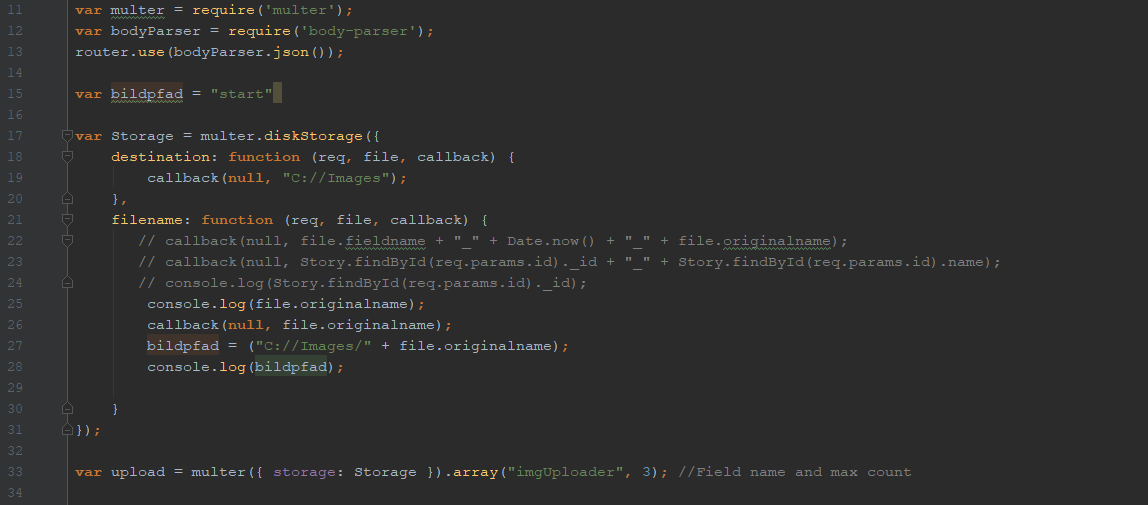 11 var multer = require('multer');
12 var bodyParser = require('body-parser');
13 router.use(bodyParser.json());
14
15 var bildpfad = "start"
16
17 var Storage = multer.diskStorage({
18 destination: function (req, file, callback) {
19 callback(null, "C://Images");
20 },
21 filename: function (req, file, callback) {
22 // callback(null, file.fieldname + "_" + Date.now() + "_" + file.originalname);
23 // callback(null, Story.findById(req.params.id)._id + "_" + Story.findById(req.params.id).name);
24 // console.log(Story.findById(req.params.id)._id);
25 console.log(file.originalname);
26 callback(null, file.originalname);
27 bildpfad = ("C://Images/" + file.originalname);
28 console.log(bildpfad);
29
30 }
31 });
32
33 var upload = multer({ storage: Storage }).array("imgUploader", 3); //Field name and max count
34